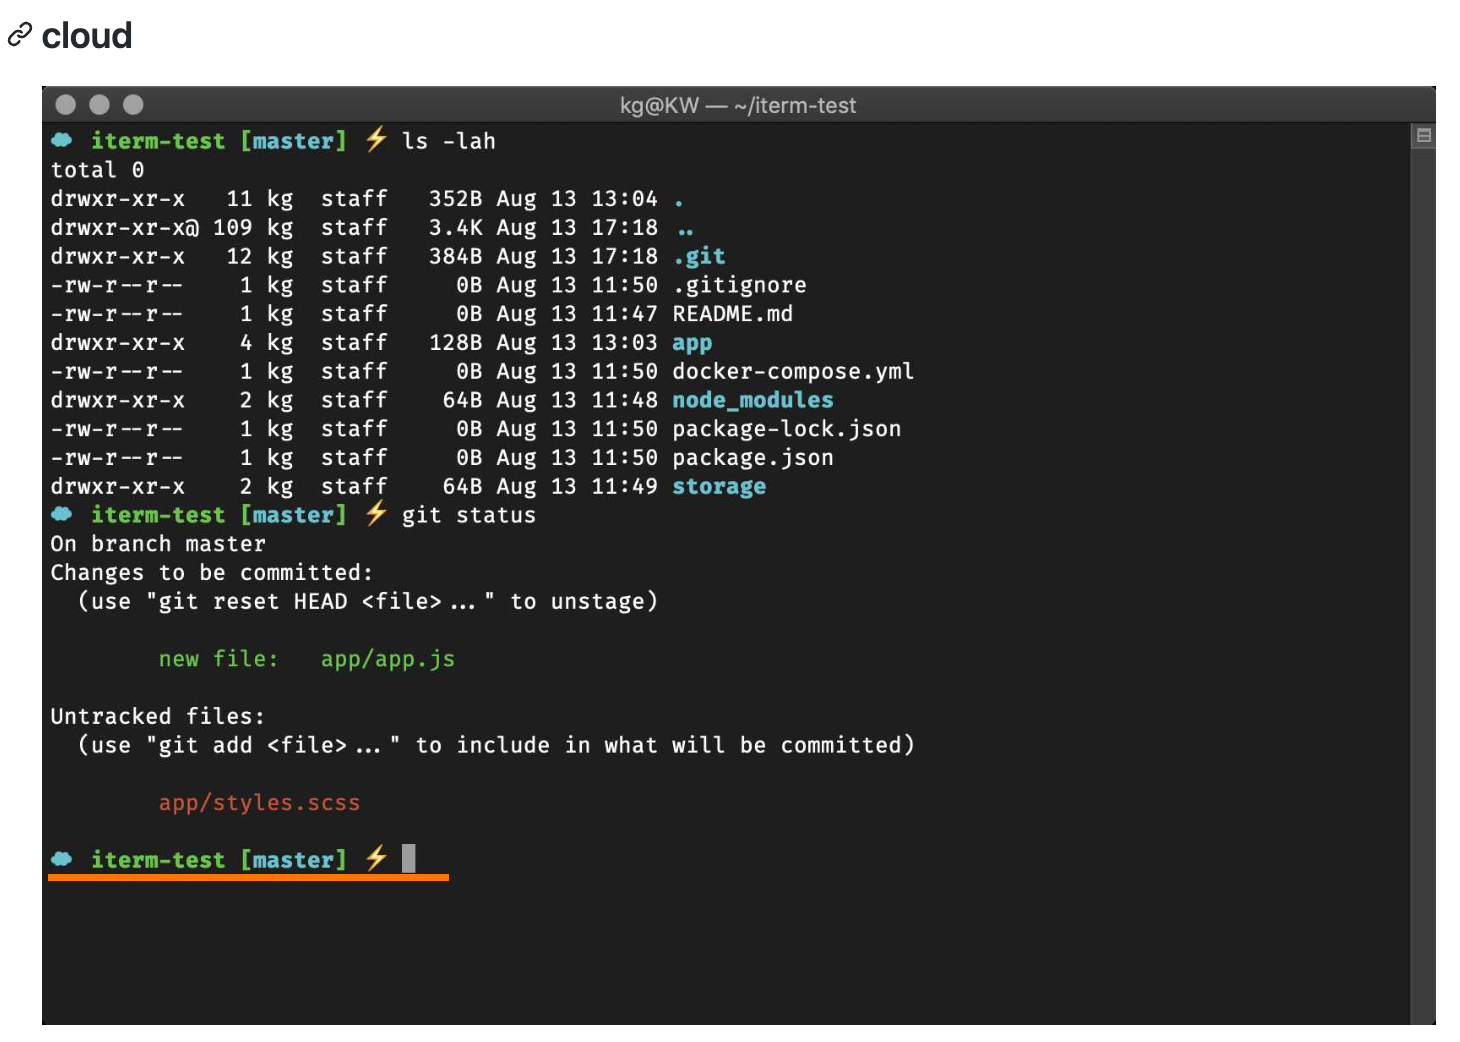 cloud
kg@KW — ~/iterm-test
☁ iterm-test [master] ⚡ ls -lah
total 0
drwxr-xr-x   11 kg  staff   352B Aug 13 13:04 .
drwxr-xr-x@ 109 kg  staff   3.4K Aug 13 17:18 ..
drwxr-xr-x   12 kg  staff   384B Aug 13 17:18 .git
-rw-r--r--    1 kg  staff     0B Aug 13 11:50 .gitignore
-rw-r--r--    1 kg  staff     0B Aug 13 11:47 README.md
drwxr-xr-x    4 kg  staff   128B Aug 13 13:03 app
-rw-r--r--    1 kg  staff     0B Aug 13 11:50 docker-compose.yml
drwxr-xr-x    2 kg  staff    64B Aug 13 11:48 node_modules
-rw-r--r--    1 kg  staff     0B Aug 13 11:50 package-lock.json
-rw-r--r--    1 kg  staff     0B Aug 13 11:50 package.json
drwxr-xr-x    2 kg  staff    64B Aug 13 11:49 storage
☁ iterm-test [master] ⚡ git status
On branch master
Changes to be committed:
  (use "git reset HEAD <file>..." to unstage)
        new file:   app/app.js
Untracked files:
  (use "git add <file>..." to include in what will be committed)
        app/styles.scss
☁ iterm-test [master] ⚡